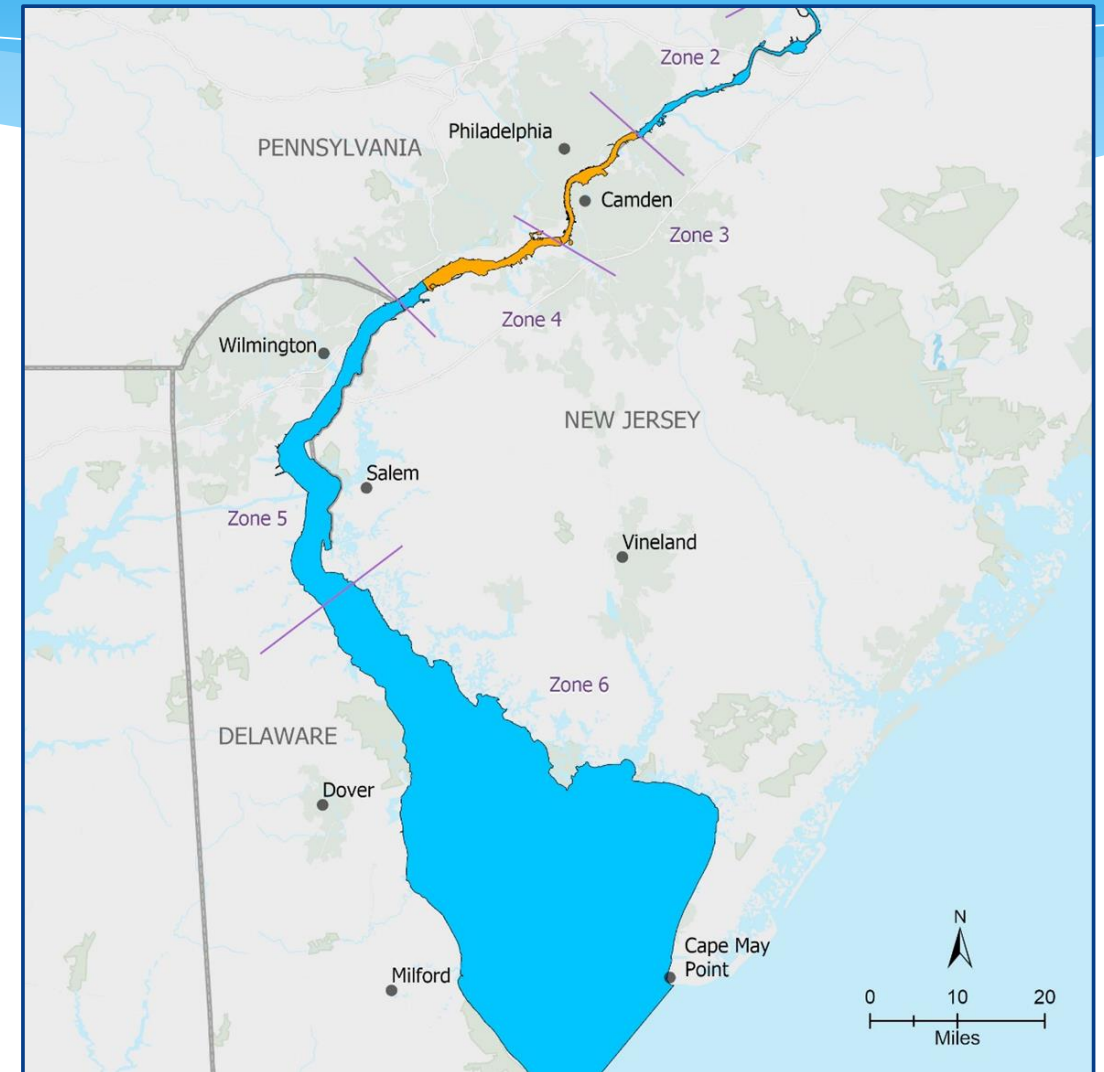 Zone 2
Philadelphia
PENNSYLVANIA
Camden
Zone 3
Zone 4
Wilmington
NEW JERSEY
Salem
Zone 5
Vineland
Zone 6
DELAWARE
Dover
N
Cape May
Point
Milford
0 10 20
Miles